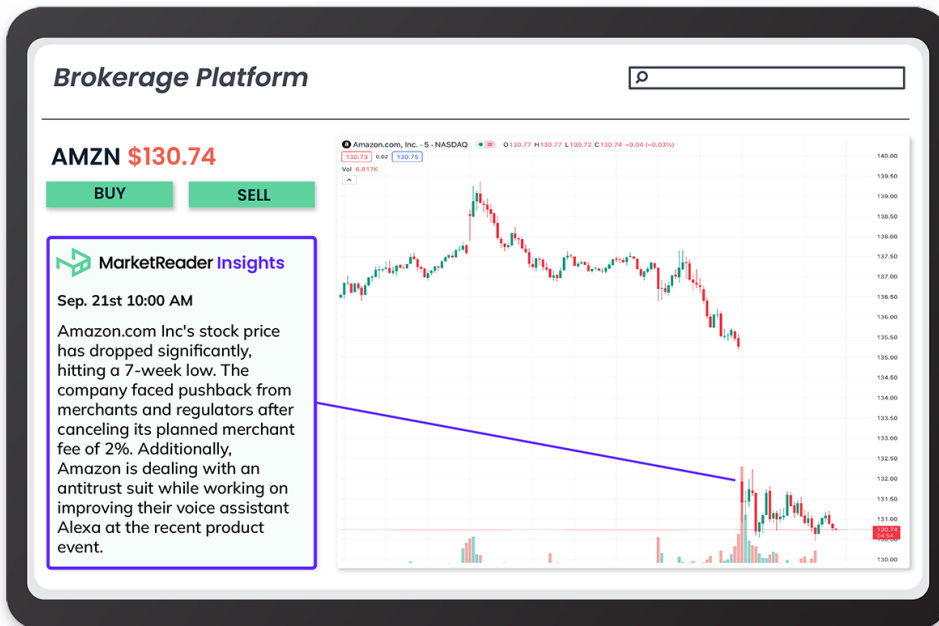 Brokerage Platform
AMZN $130.74
BUY
SELL
MarketReader Insights
Sep. 21st 10:00 AM
Amazon.com Inc's stock price
has dropped significantly,
hitting a 7-week low. The
company faced pushback from
merchants and regulators after
canceling its planned merchant
fee of 2%. Additionally,
Amazon is dealing with an
antitrust suit while working on
improving their voice assistant
Alexa at the recent product
event.
a Amazon.com, Inc. · 5 · NASDAQ O130.77 H130.77 L130.72 C130.74 -0.04 (-0.03%)
130.73 0.02 130.75
Vol 6.817K
140.00
139.50
139.00
138.50
138.00
137.50
137.00
136.50
136.00
135.50
135.00
134.50
134.00
133.50
133.00
132.50
132.00
131.50
131.00
130.74
04:54
130.00